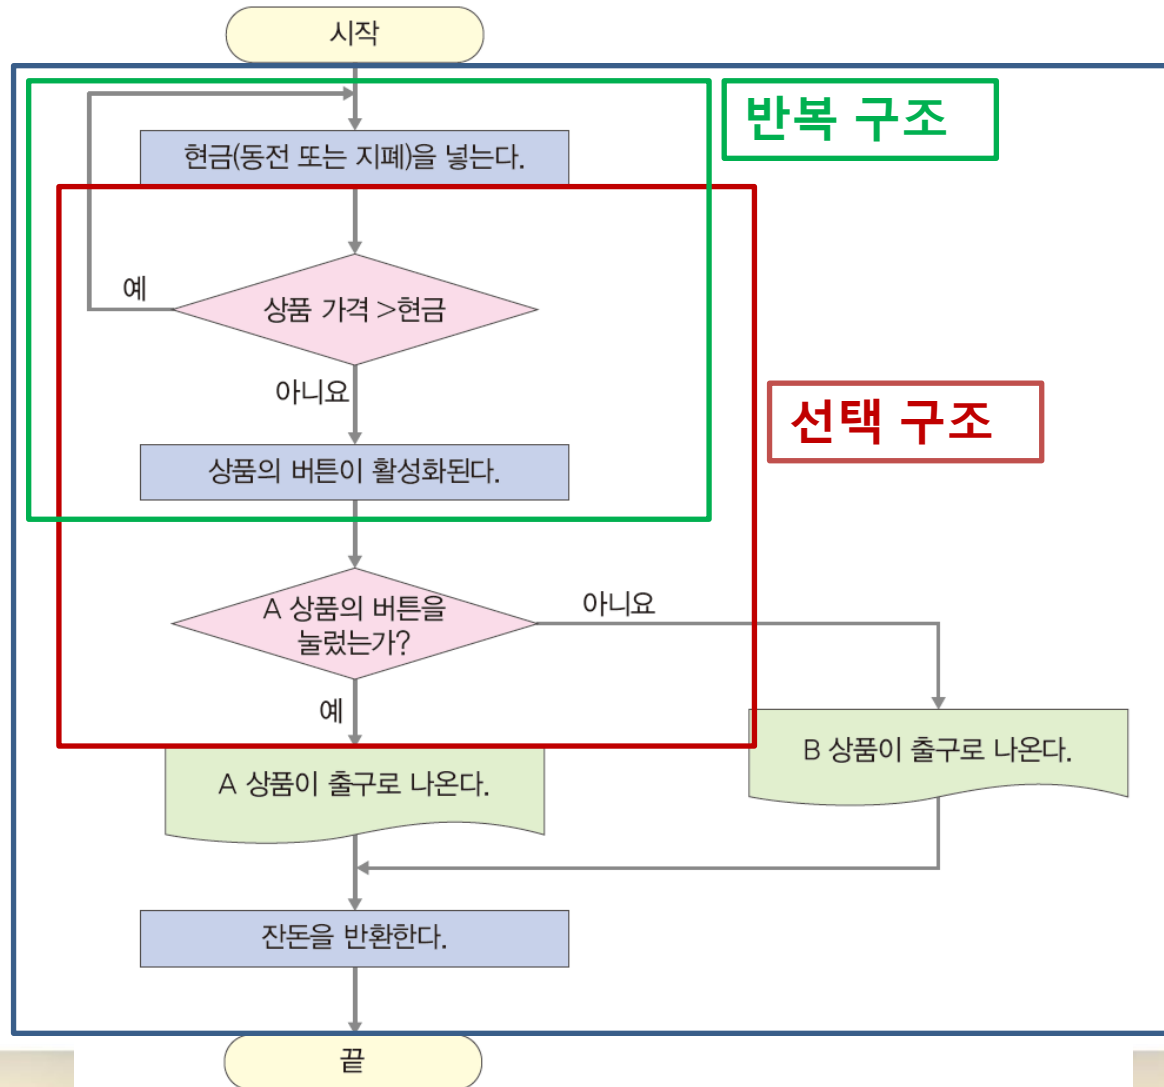 시작
반복 구조
현금(동전 또는 지폐)을 넣는다.
예
상품 가격 >현금
아니요
선택 구조
상품의 버튼이 활성화된다.
A 상품의 버튼을
눌렀는가?
아니요
예
B 상품이 출구로 나온다.
A 상품이 출구로 나온다.
잔돈을 반환한다.
끝